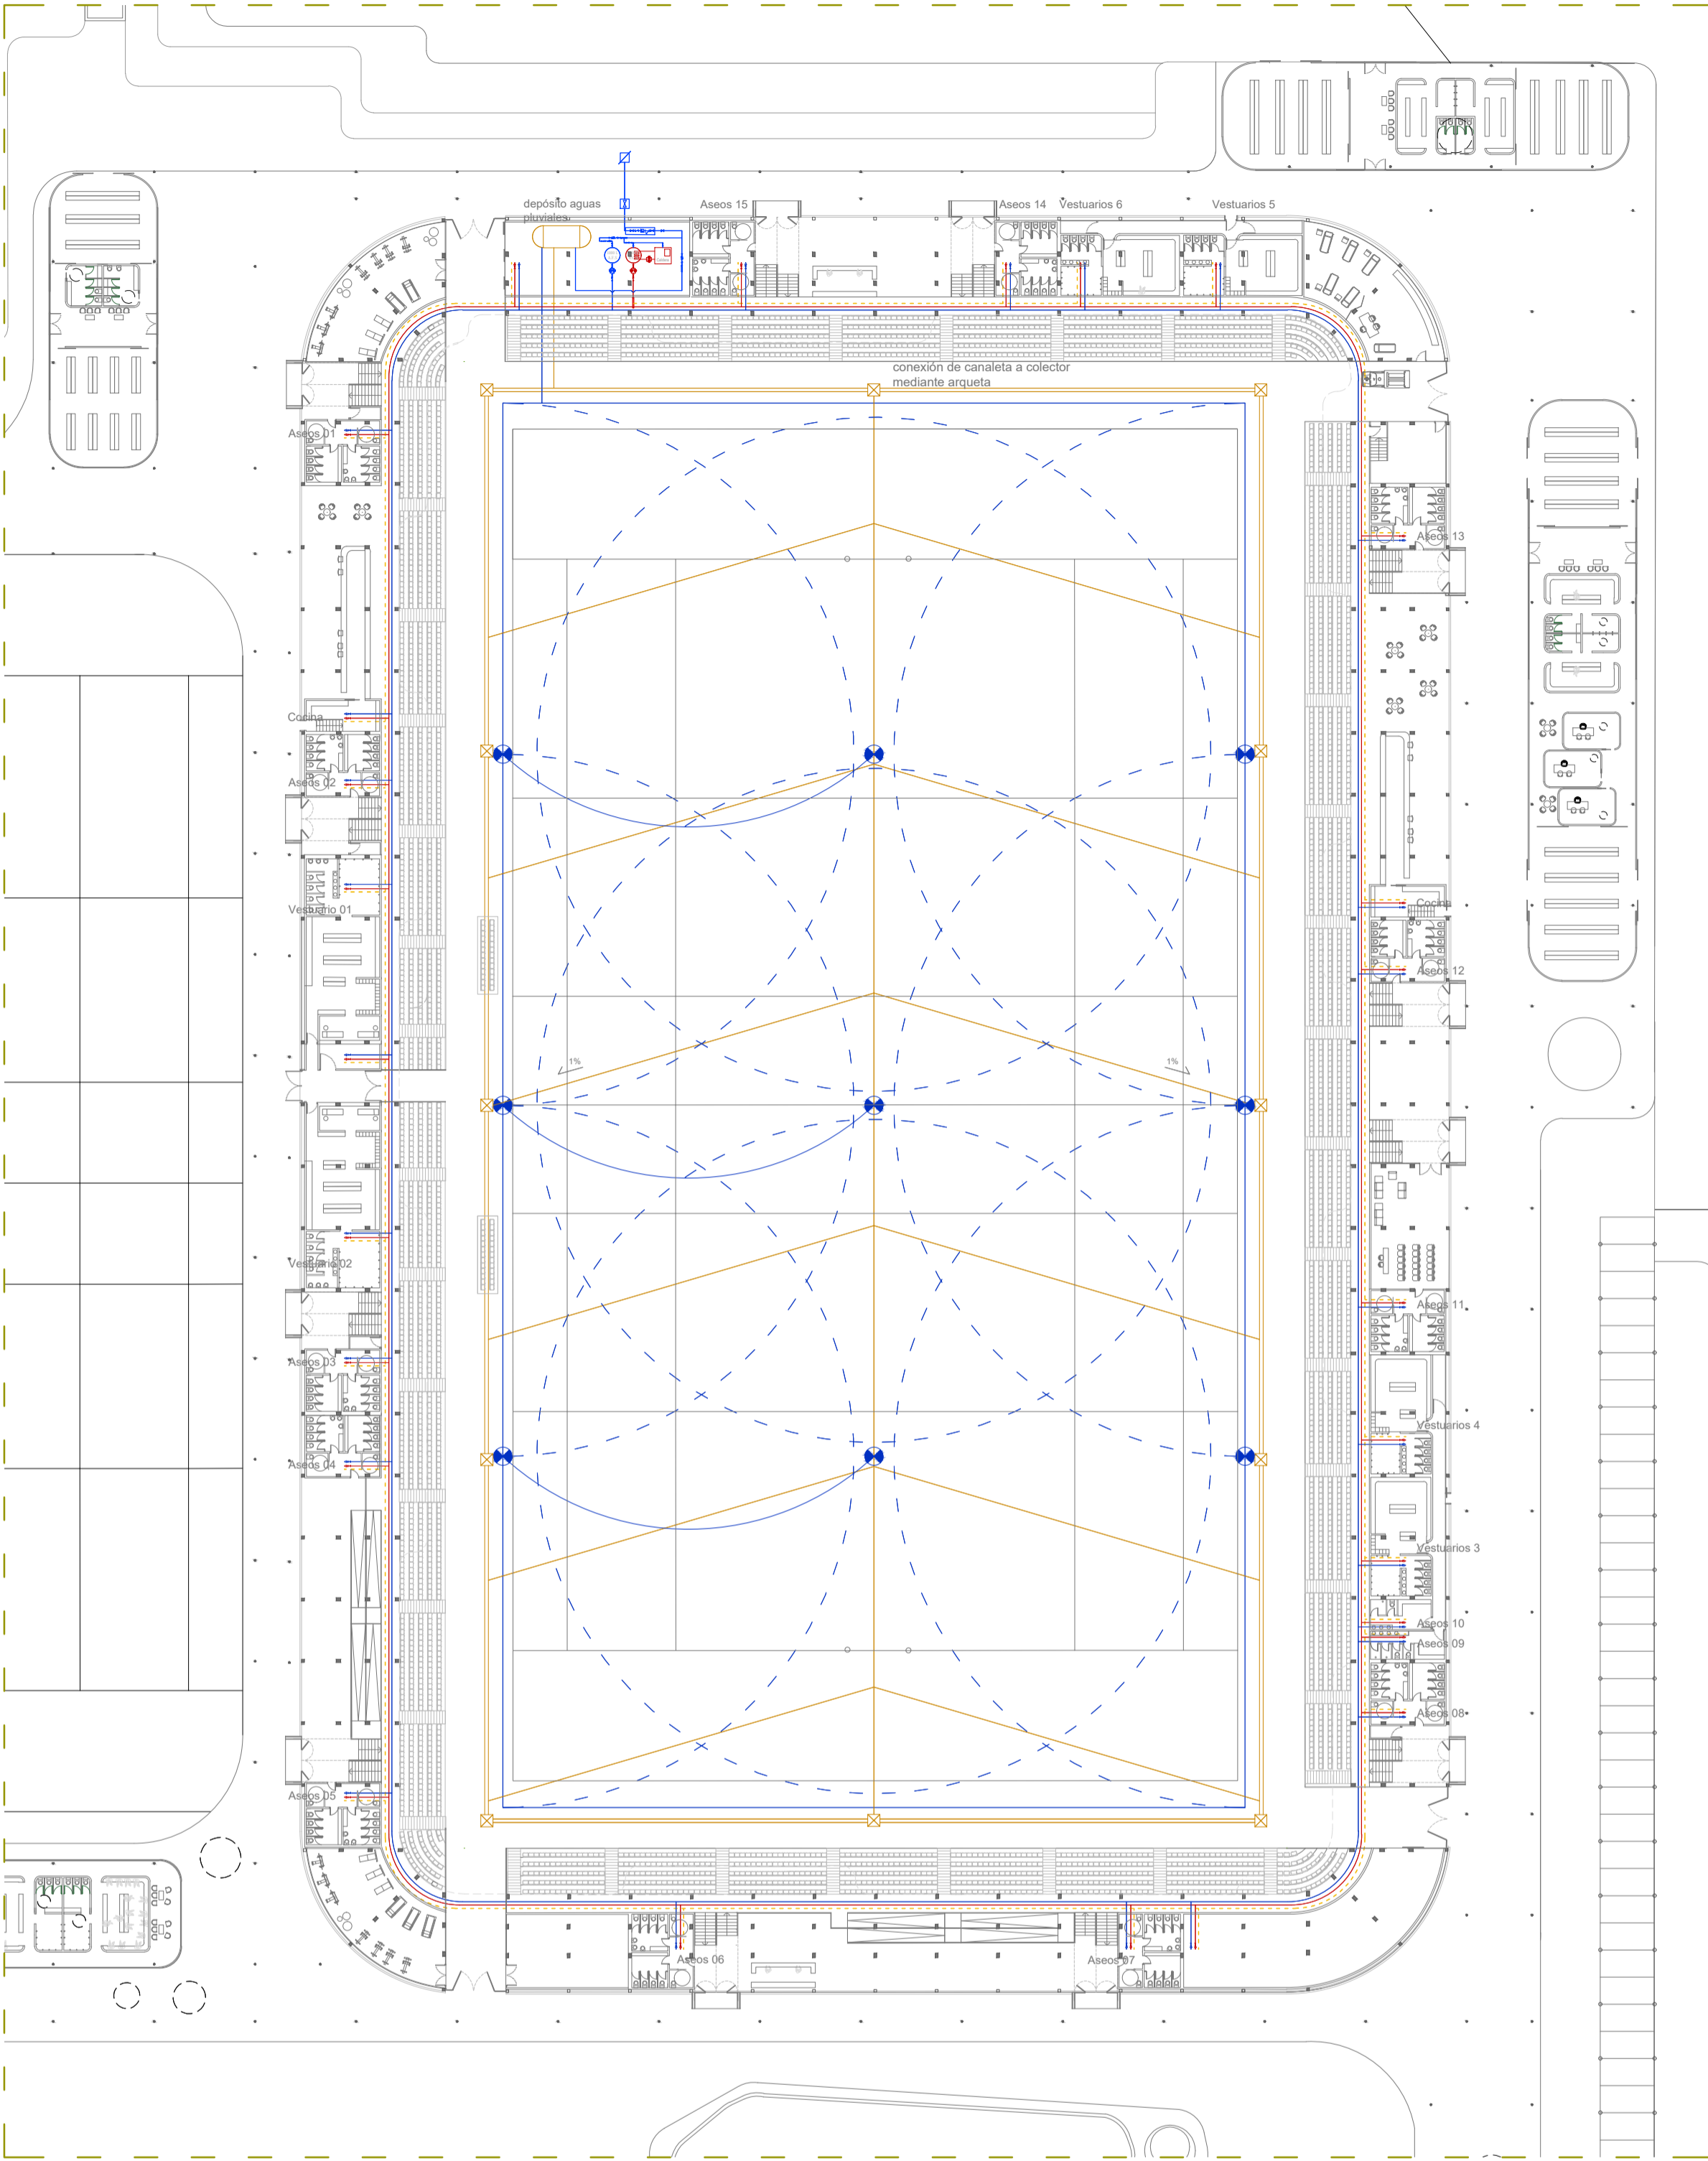 depósito aguas
pluviales
Aseos 15
Aseos 14
Vestuarios 6
Vestuarios 5
conexión de canaleta a colector
mediante arqueta
Aseos 01
Aseos 13
Cocina
Aseos 02
Vestuario 01
Cocina
Aseos 12
1%
1%
Vestuario 02
Aseos 11
Aseos 03
Vestuarios 4
Aseos 04
Vestuarios 3
Aseos 10
Aseos 09
Aseos 08
Aseos 05
Aseos 06
Aseos 07